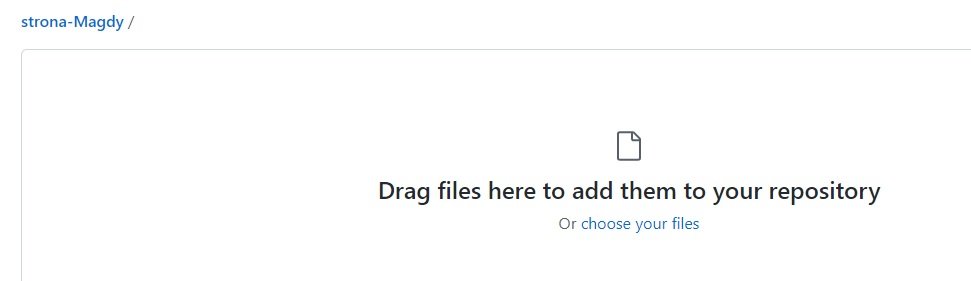 strona-Magdy /
Drag files here to add them to your repository
Or choose your files